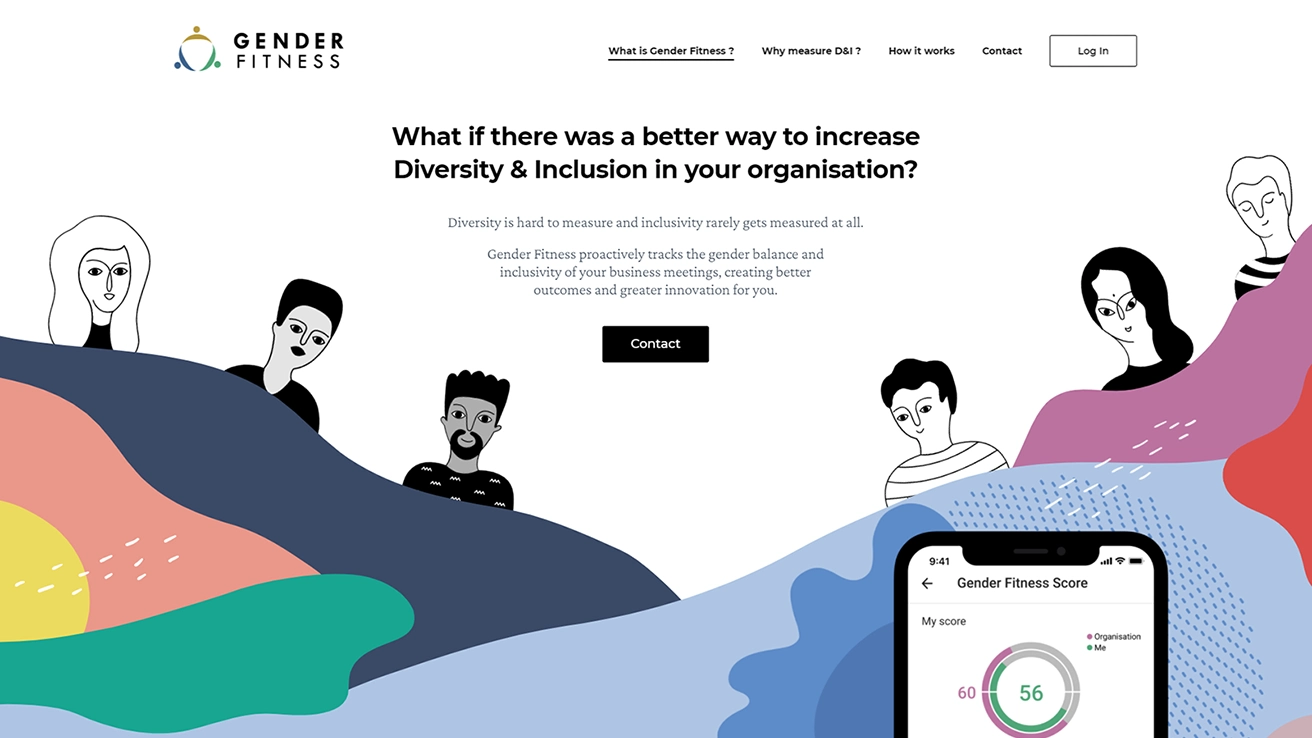 GENDER
FITNESS
What is Gender Fitness ? Why measure D&I ? How it works Contact Log In
What if there was a better way to increase
Diversity & Inclusion in your organisation?
Diversity is hard to measure and inclusivity rarely gets measured at all.
Gender Fitness proactively tracks the gender balance and
inclusivity of your business meetings, creating better
outcomes and greater innovation for you.
Contact
9:41
Gender Fitness Score
My score
Organisation
Me
60
56